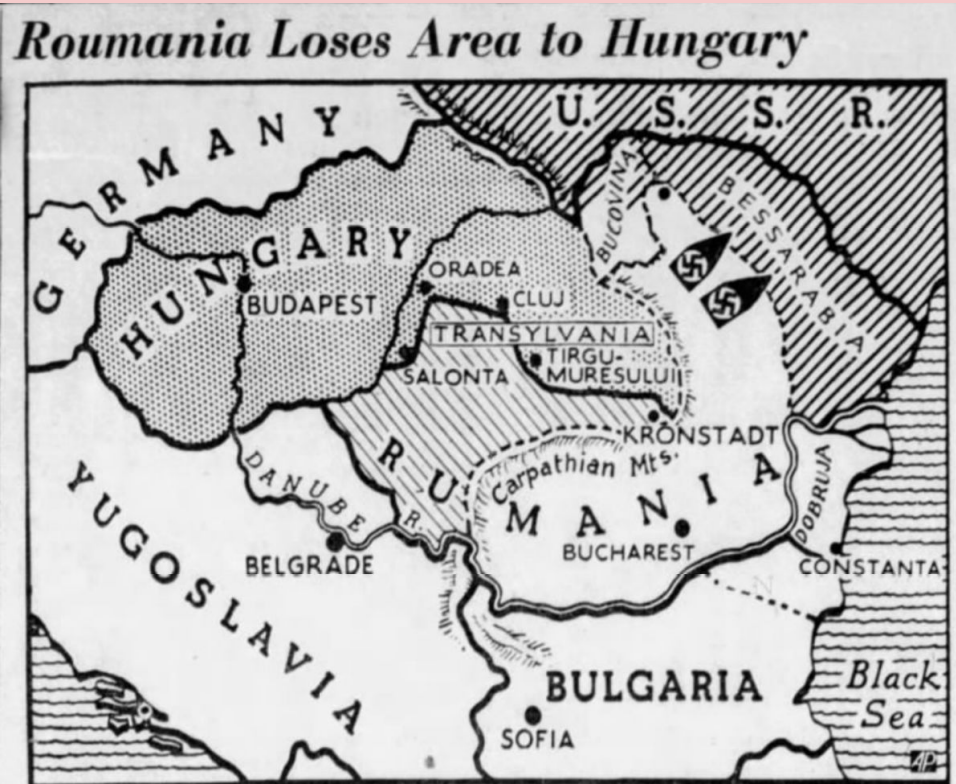 Roumania Loses Area to Hungary
U. S. S. R.
GERMANY
BUCOVINA
BESSARABIA
HUNGARY
ORADEA
BUDAPEST
CLUJ
TRANSYLVANIA
TIRGU-
MURESULUI
SALONTA
KRONSTADT
RUMANIA
Carpathian Mts.
DANUBE R.
DOBRUJA
BUCHAREST
BELGRADE
CONSTANTA
YUGOSLAVIA
BULGARIA
Black
Sea
SOFIA
AP